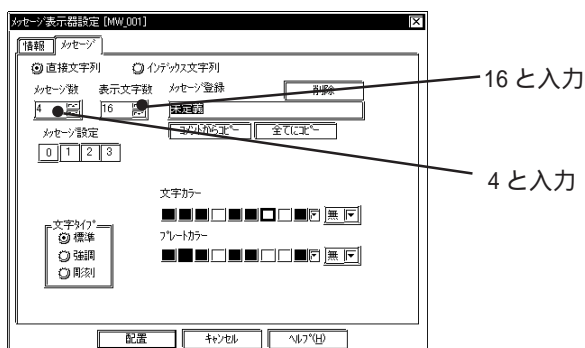 メッセージ表示器設定 [MW_001]
情報 メッセージ
直接文字列 インデックス文字列
メッセージ数 表示文字数 メッセージ登録 削除
4 16 未定義
16と入力
コメントからコピー 全てにコピー
メッセージ設定
0 1 2 3
4と入力
文字カラー
無
文字タイプ
標準
強調
彫刻
プレートカラー
無
配置 キャンセル ヘルプ(H)